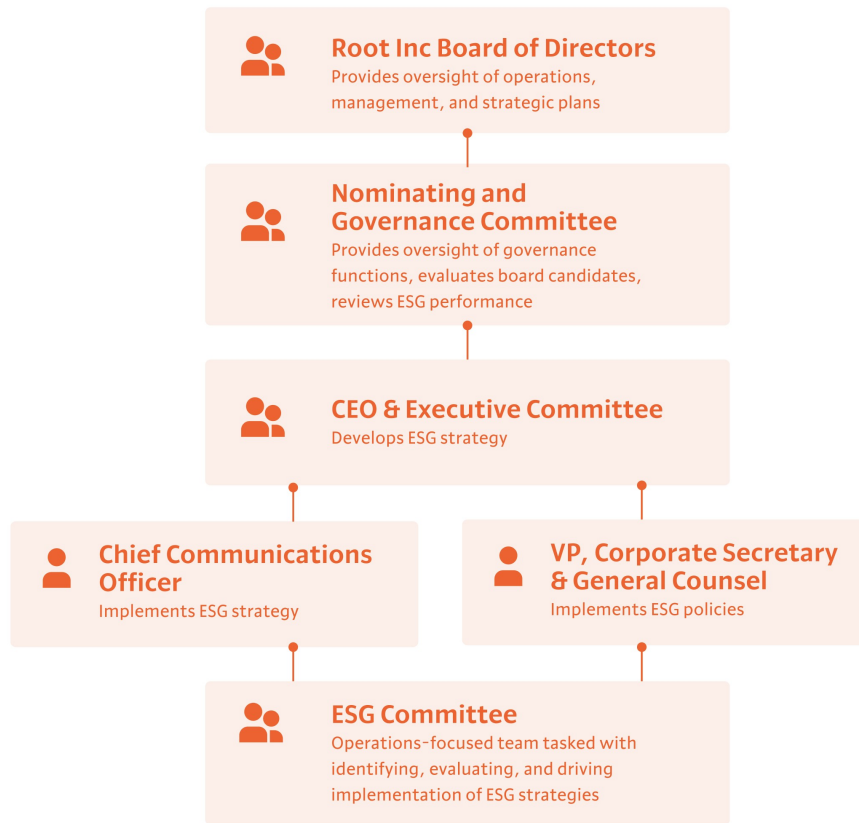 Root Inc Board of Directors
Provides oversight of operations,
management, and strategic plans
Nominating and
Governance Committee
Provides oversight of governance
functions, evaluates board candidates,
reviews ESG performance
CEO & Executive Committee
Develops ESG strategy
Chief Communications
Officer
Implements ESG strategy
VP, Corporate Secretary
& General Counsel
Implements ESG policies
ESG Committee
Operations-focused team tasked with
identifying, evaluating, and driving
implementation of ESG strategies